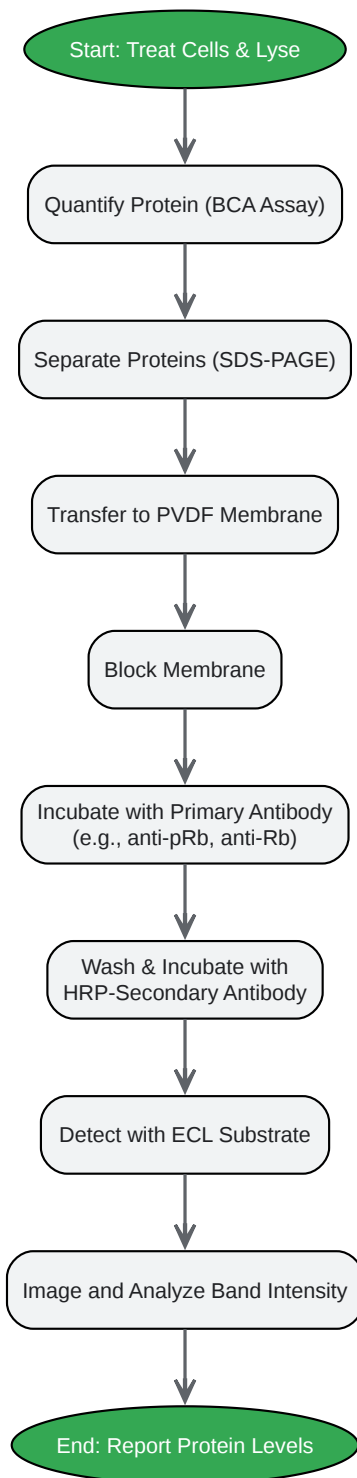 Start: Treat Cells & Lyse
Quantify Protein (BCA Assay)
Separate Proteins (SDS-PAGE)
Transfer to PVDF Membrane
Block Membrane
Incubate with Primary Antibody
(e.g., anti-pRb, anti-Rb)
Wash & Incubate with
HRP-Secondary Antibody
Detect with ECL Substrate
Image and Analyze Band Intensity
End: Report Protein Levels